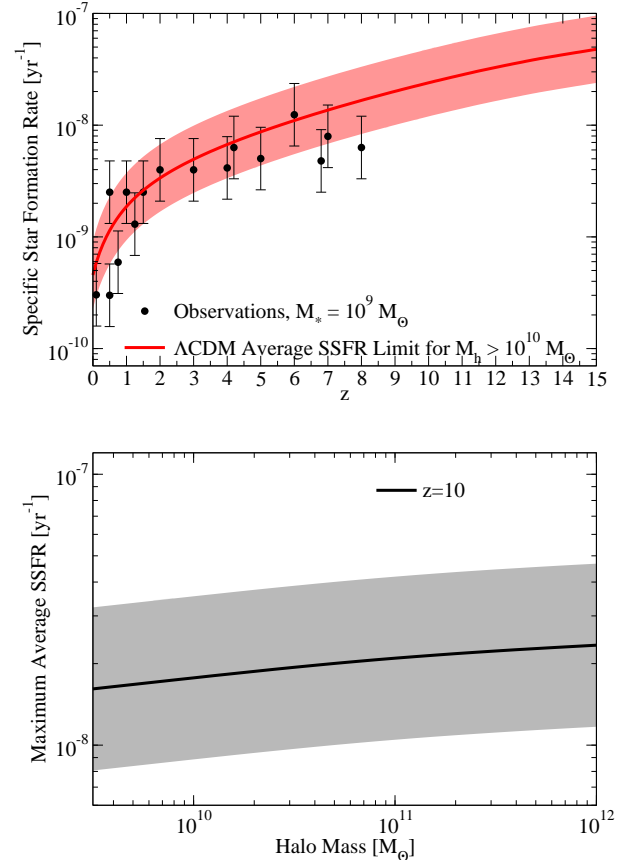 10⁻⁷
10⁻⁸
10⁻⁹
10⁻¹⁰
Specific Star Formation Rate [yr⁻¹]
Observations, M* = 10⁹ M⊙
ΛCDM Average SSFR Limit for Mₕ > 10¹⁰ M⊙
0 1 2 3 4 5 6 7 8 9 10 11 12 13 14 15
z
10⁻⁷
10⁻⁸
Maximum Average SSFR [yr⁻¹]
z=10
10¹⁰ 10¹¹ 10¹²
Halo Mass [M⊙]